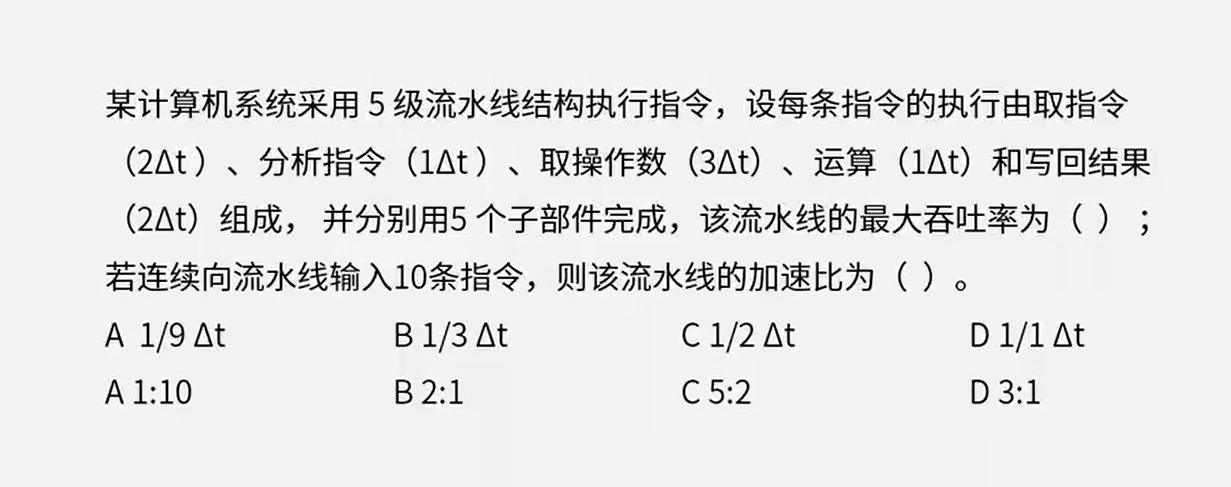 某计算机系统采用 5 级流水线结构执行指令，设每条指令的执行由取指令
（2Δt ）、分析指令（1Δt ）、取操作数（3Δt）、运算（1Δt）和写回结果
（2Δt）组成， 并分别用5 个子部件完成，该流水线的最大吞吐率为（ ）；
若连续向流水线输入10条指令，则该流水线的加速比为（ ）。
A 1/9 Δt B 1/3 Δt C 1/2 Δt D 1/1 Δt
A 1:10 B 2:1 C 5:2 D 3:1